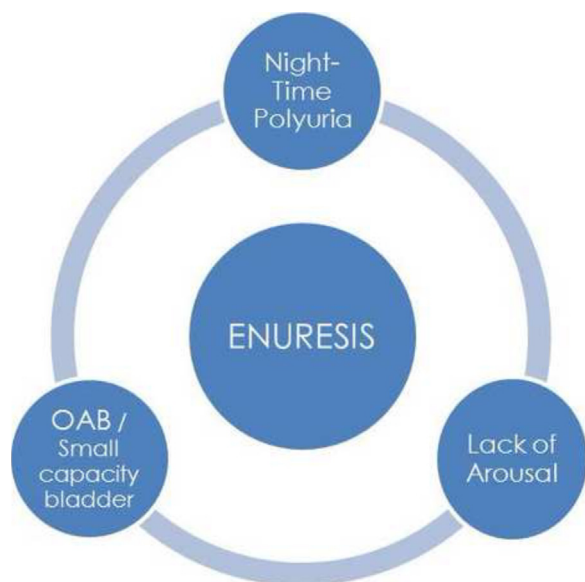 Night-
Time
Polyuria
ENURESIS
OAB /
Small
capacity
bladder
Lack of
Arousal